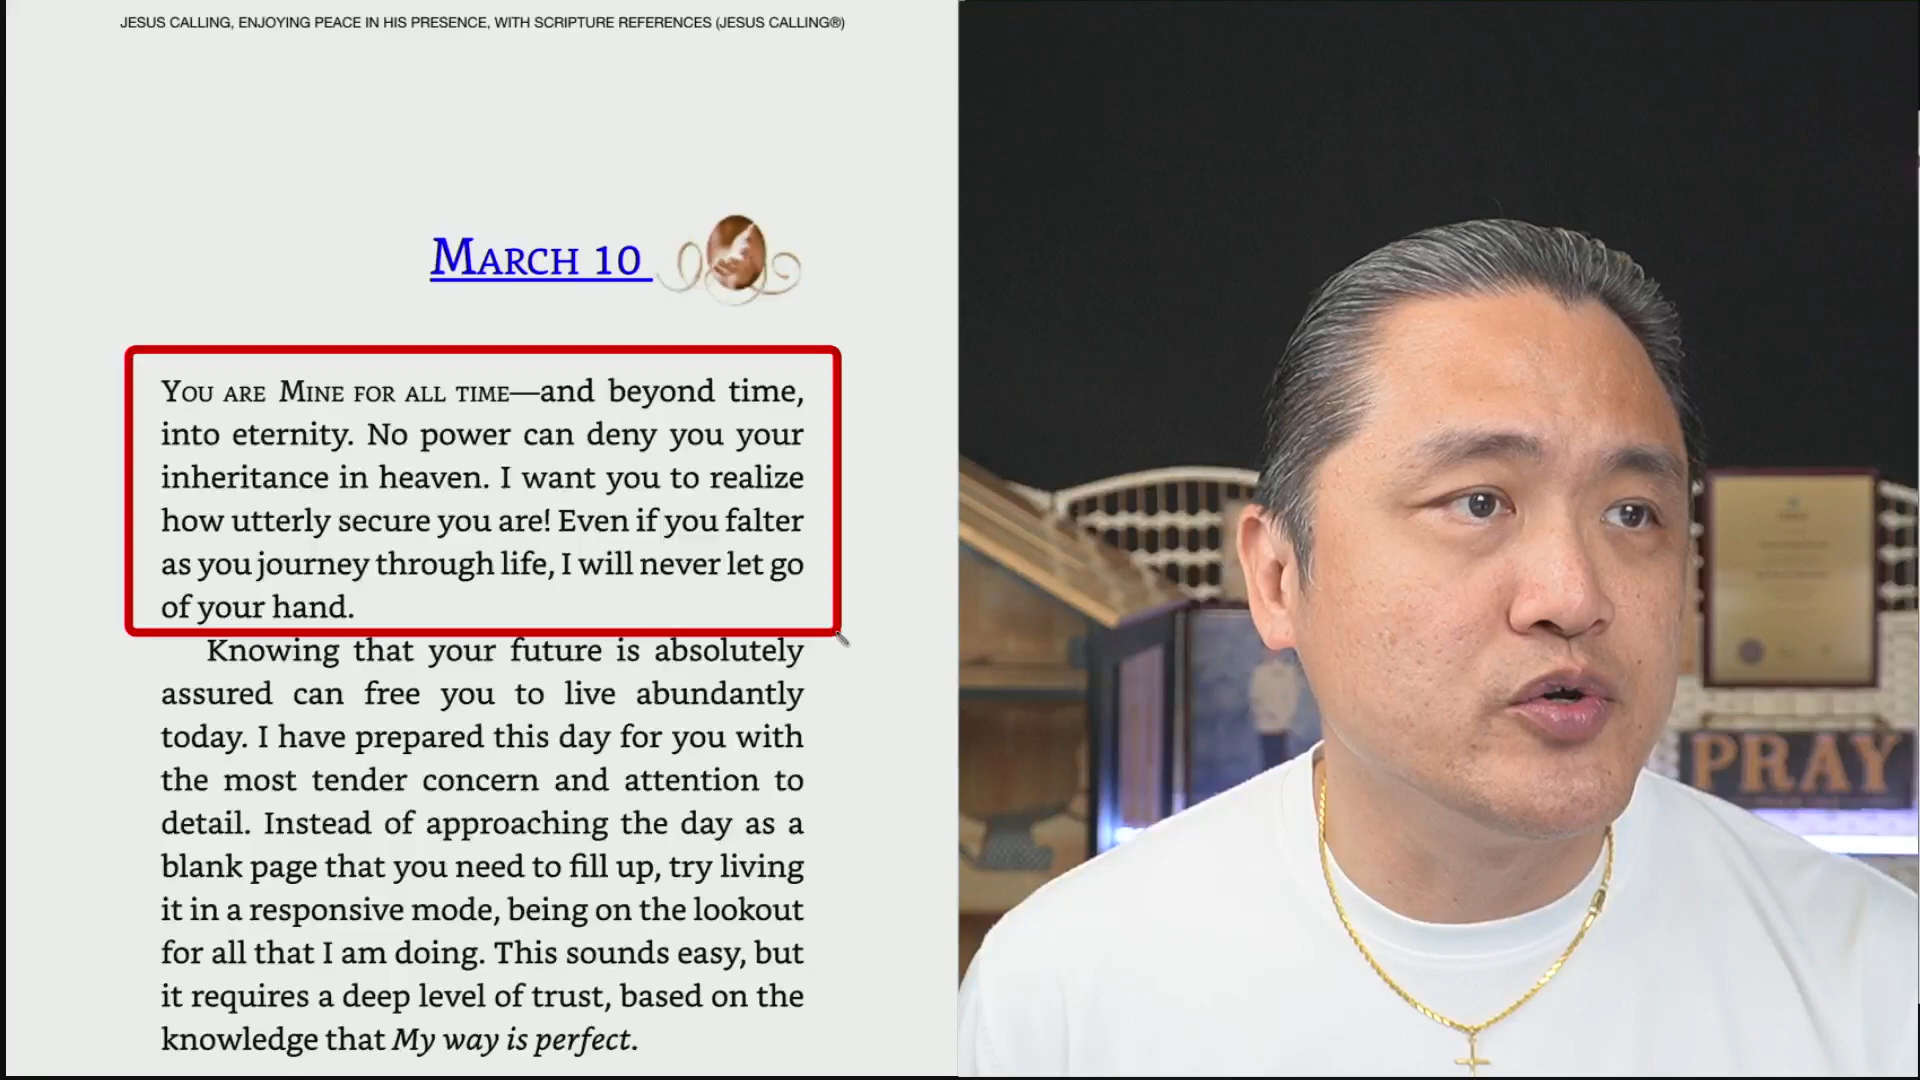 JESUS CALLING, ENJOYING PEACE IN HIS PRESENCE, WITH SCRIPTURE REFERENCES (JESUS CALLING®)
MARCH 10
YOU ARE MINE FOR ALL TIME—and beyond time,
into eternity. No power can deny you your
inheritance in heaven. I want you to realize
how utterly secure you are! Even if you falter
as you journey through life, I will never let go
of your hand.
Knowing that your future is absolutely
assured can free you to live abundantly
today. I have prepared this day for you with
the most tender concern and attention to
detail. Instead of approaching the day as a
blank page that you need to fill up, try living
it in a responsive mode, being on the lookout
for all that I am doing. This sounds easy, but
it requires a deep level of trust, based on the
knowledge that My way is perfect.
PRAY